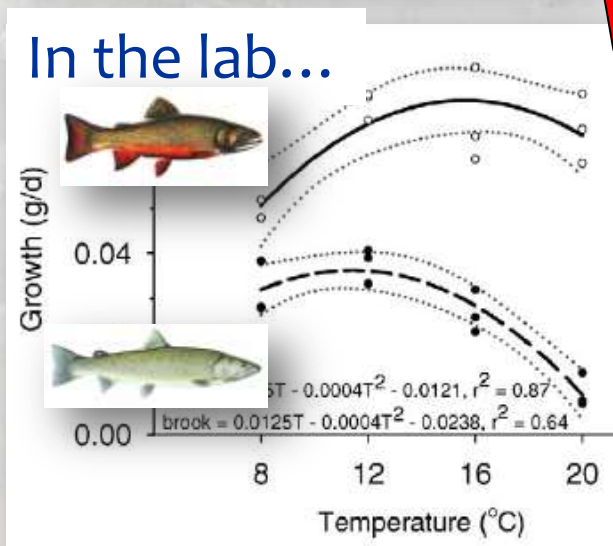 In the lab...
Growth (g/d)
0.04
T - 0.0004T² - 0.0121, r² = 0.87
0.00
brook = 0.0125T - 0.0004T² - 0.0238, r² = 0.64
8 12 16 20
Temperature (°C)